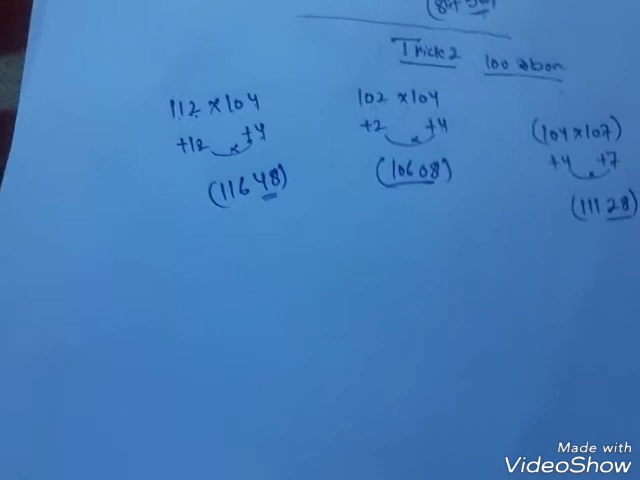 Trick 2 100 abon
112 × 104
+12 × +4
(11648)
102 × 104
+2 × +4
(10608)
(104 × 107)
+4 × +7
(11128)
Made with
VideoShow